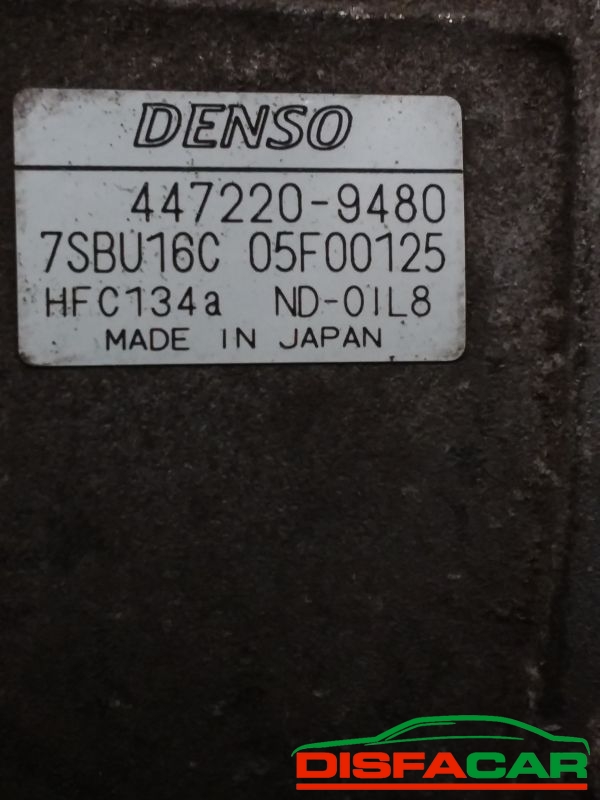 DENSO
447220-9480
7SBU16C 05F00125
HFC134a ND-OIL8
MADE IN JAPAN
DISFACAR